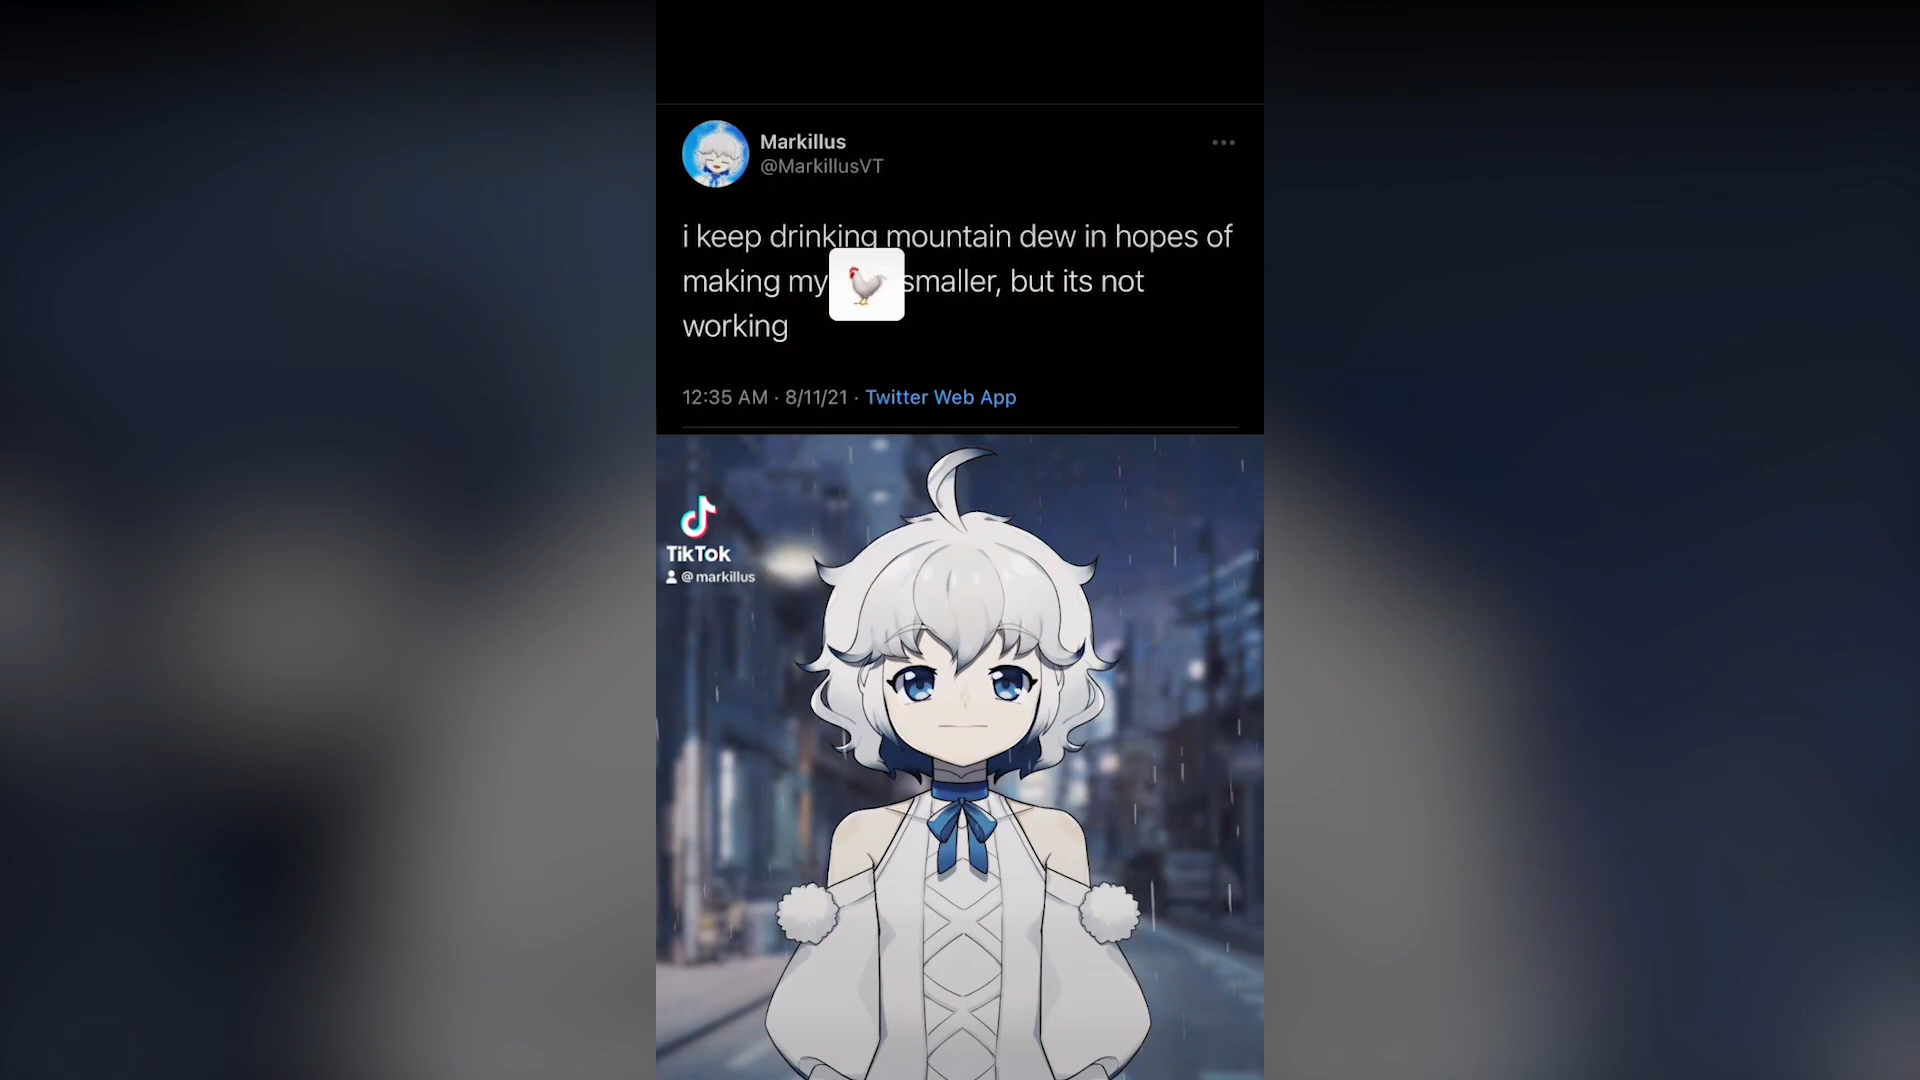 Markillus
@MarkillusVT
i keep drinking mountain dew in hopes of
making my 🐓 smaller, but its not
working
12:35 AM · 8/11/21 · Twitter Web App
TikTok
@markillus